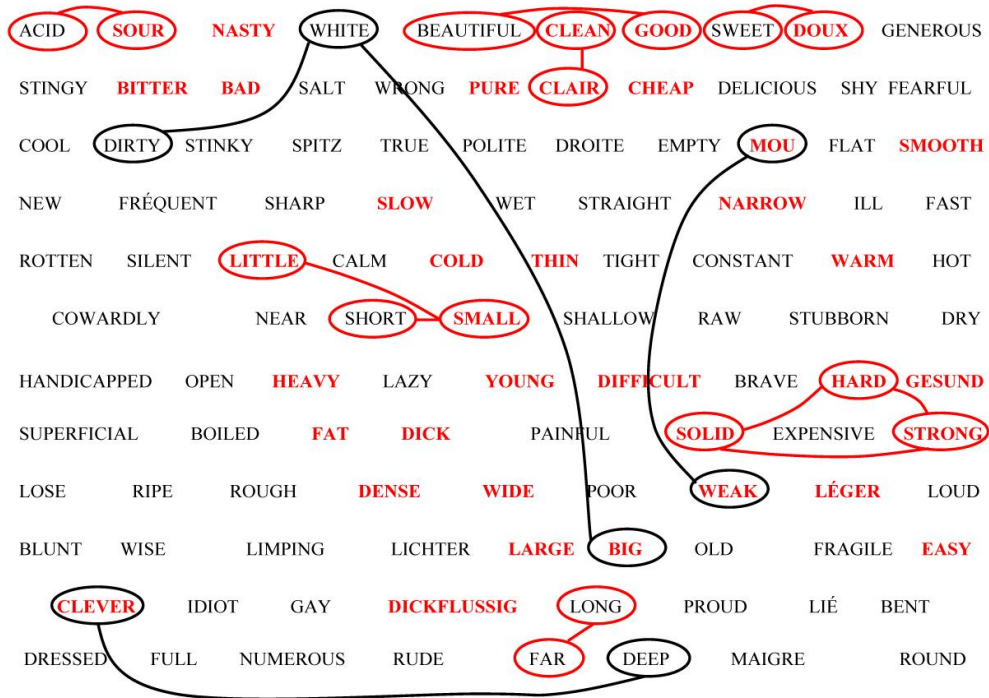 ACID SOUR NASTY WHITE BEAUTIFUL CLEAN GOOD SWEET DOUX GENEROUS
STINGY BITTER BAD SALT WRONG PURE CLAIR CHEAP DELICIOUS SHY FEARFUL
COOL DIRTY STINKY SPITZ TRUE POLITE DROITE EMPTY MOU FLAT SMOOTH
NEW FRÉQUENT SHARP SLOW WET STRAIGHT NARROW ILL FAST
ROTTEN SILENT LITTLE CALM COLD THIN TIGHT CONSTANT WARM HOT
COWARDLY NEAR SHORT SMALL SHALLOW RAW STUBBORN DRY
HANDICAPPED OPEN HEAVY LAZY YOUNG DIFFICULT BRAVE HARD GESUND
SUPERFICIAL BOILED FAT DICK PAINFUL SOLID EXPENSIVE STRONG
LOSE RIPE ROUGH DENSE WIDE POOR WEAK LÉGER LOUD
BLUNT WISE LIMPING LICHTER LARGE BIG OLD FRAGILE EASY
CLEVER IDIOT GAY DICKFLUSSIG LONG PROUD LIÉ BENT
DRESSED FULL NUMEROUS RUDE FAR DEEP MAIGRE ROUND